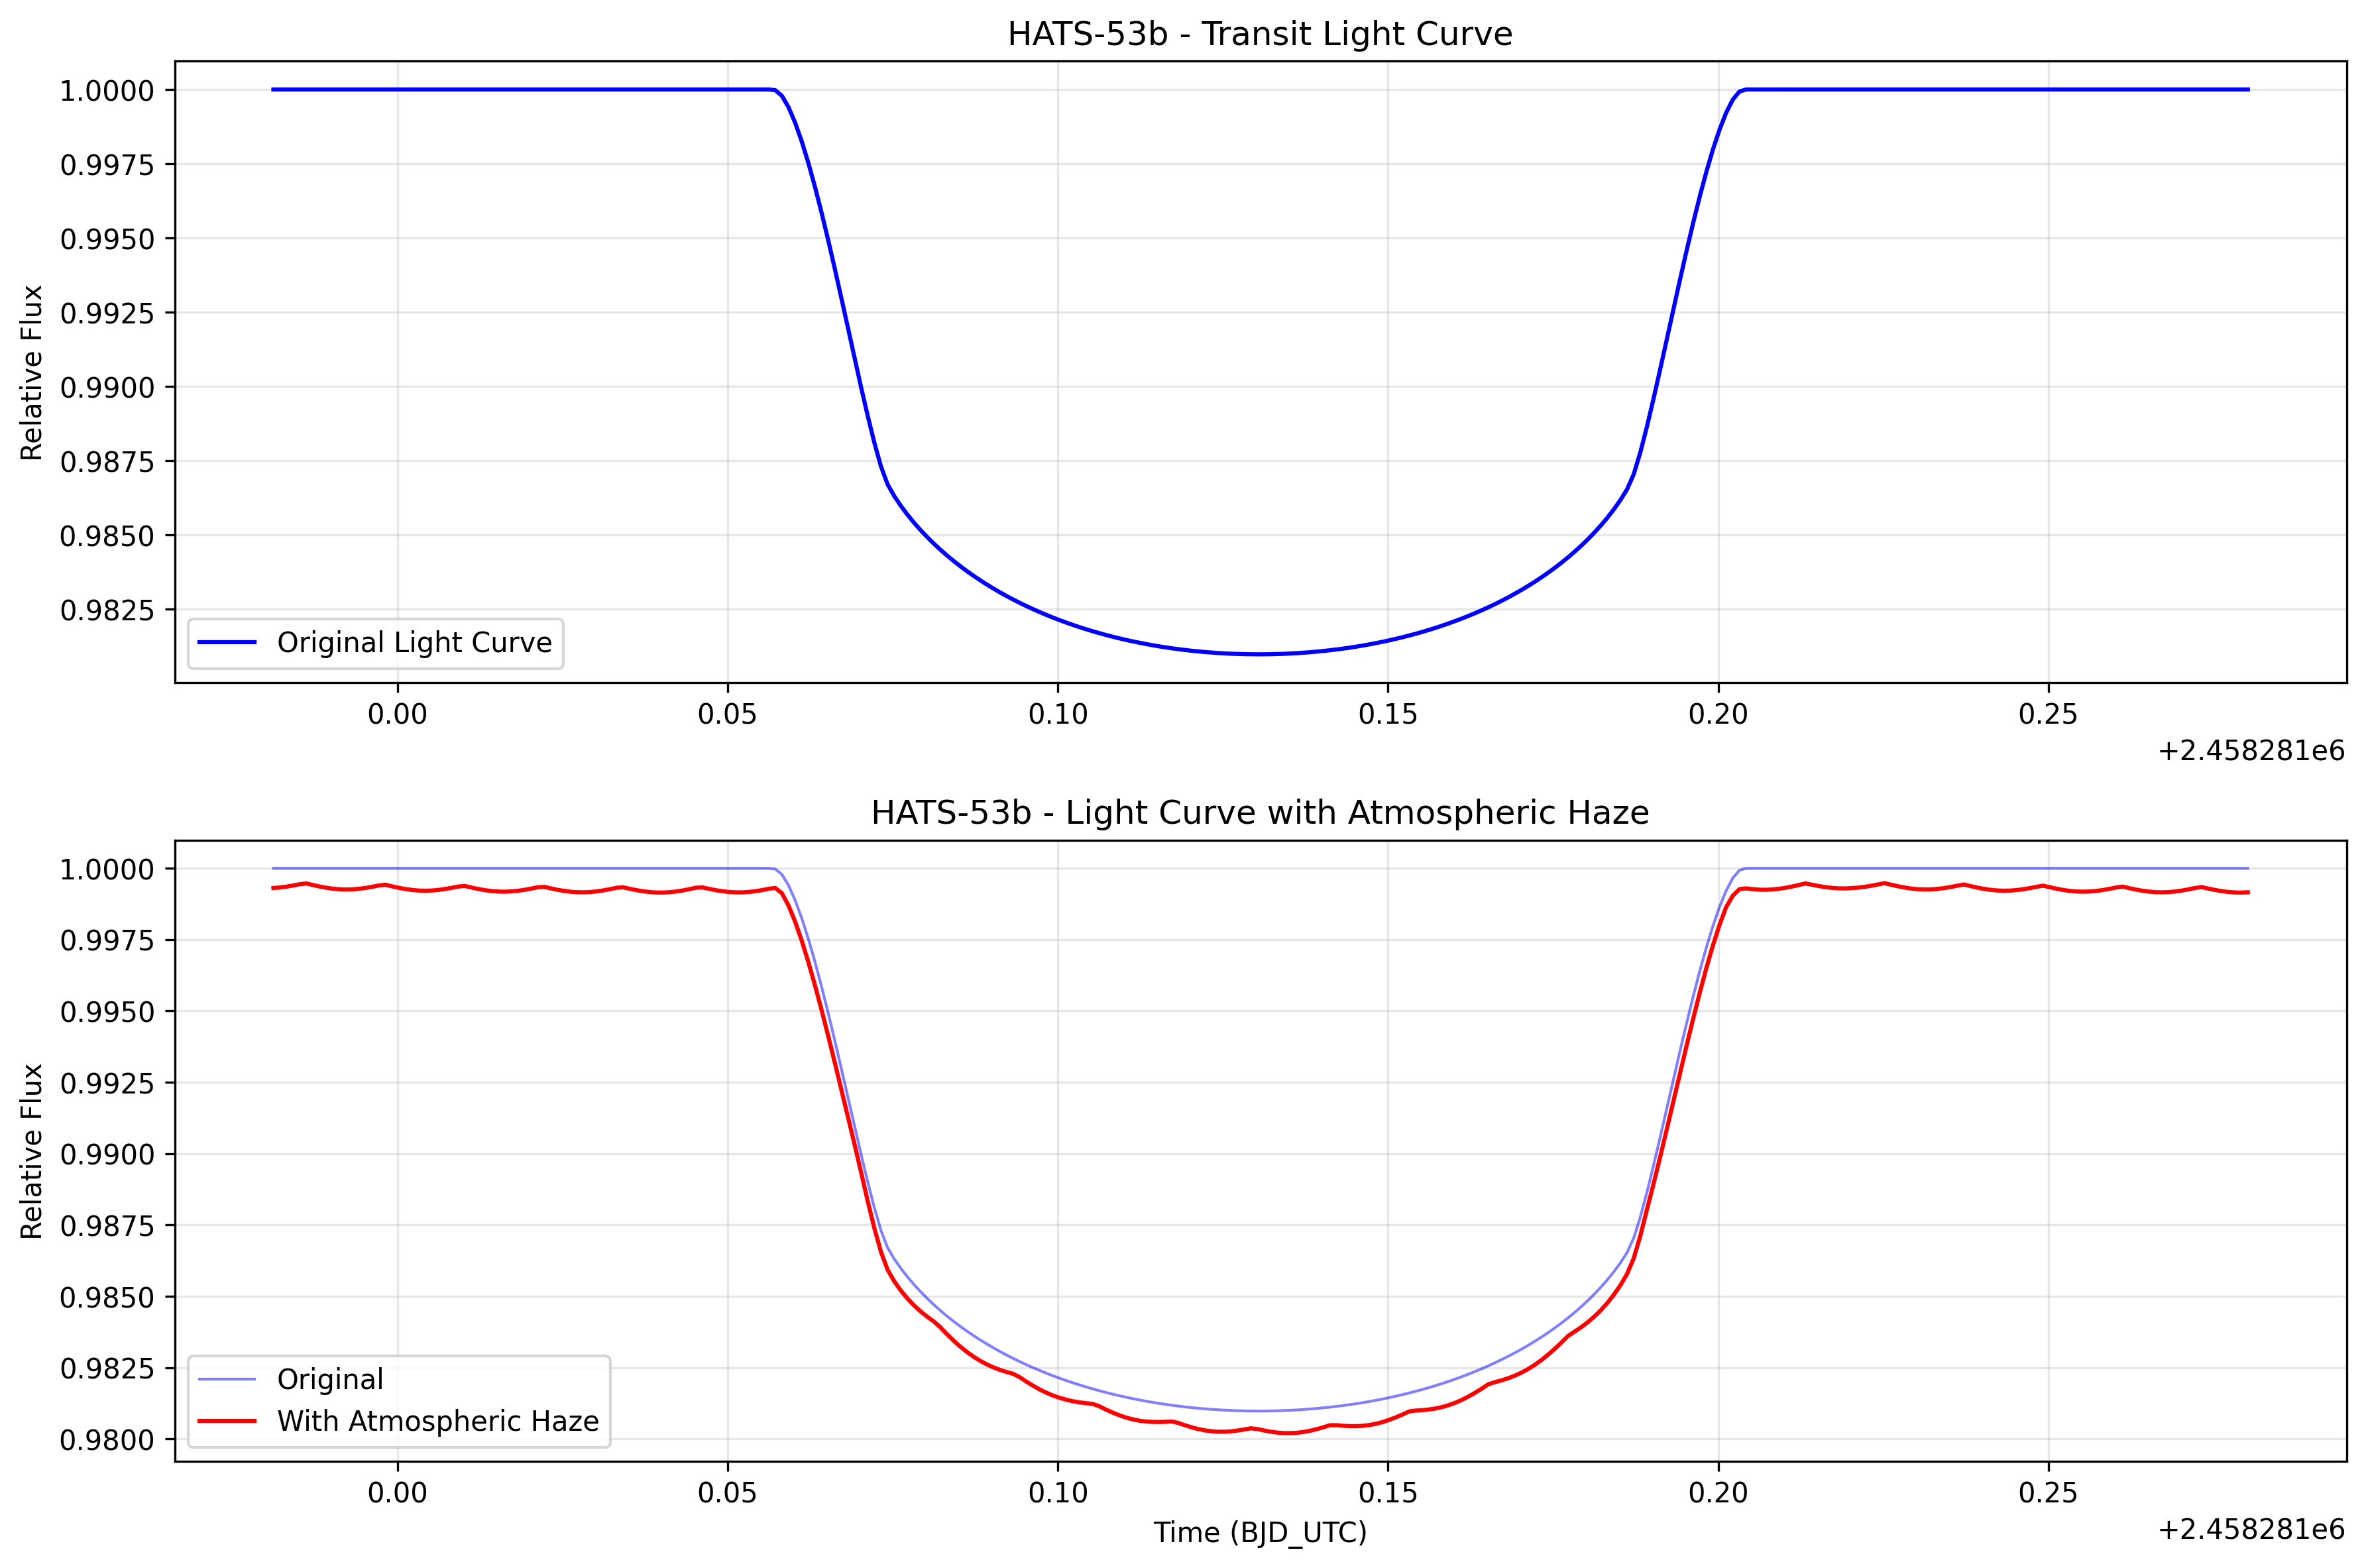 HATS-53b - Transit Light Curve
Relative Flux
1.0000
0.9975
0.9950
0.9925
0.9900
0.9875
0.9850
0.9825
Original Light Curve
0.00 0.05 0.10 0.15 0.20 0.25
+2.458281e6
HATS-53b - Light Curve with Atmospheric Haze
Relative Flux
1.0000
0.9975
0.9950
0.9925
0.9900
0.9875
0.9850
0.9825
0.9800
Original
With Atmospheric Haze
0.00 0.05 0.10 0.15 0.20 0.25
Time (BJD_UTC)
+2.458281e6